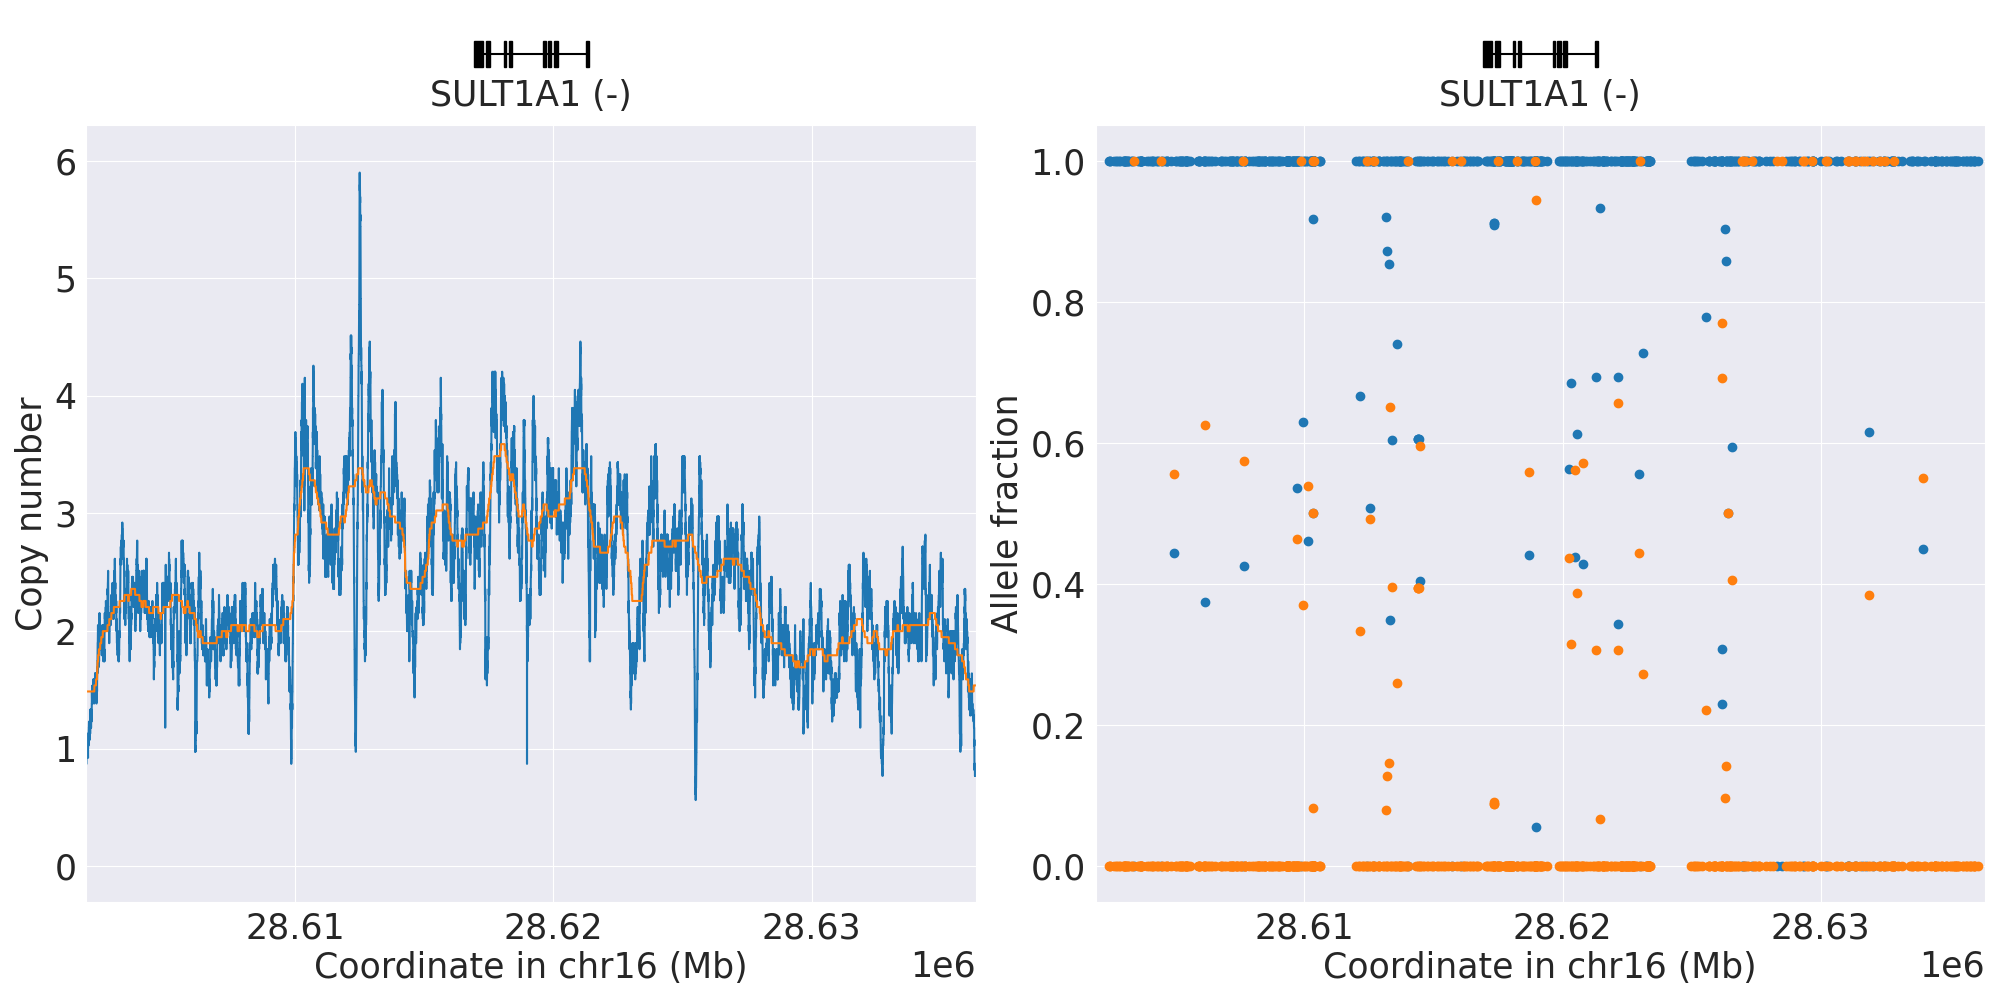 SULT1A1 (-)
6
5
4
3
2
1
0
Copy number
28.61
28.62
28.63
Coordinate in chr16 (Mb)
1e6
SULT1A1 (-)
1.0
0.8
0.6
0.4
0.2
0.0
Allele fraction
28.61
28.62
28.63
Coordinate in chr16 (Mb)
1e6